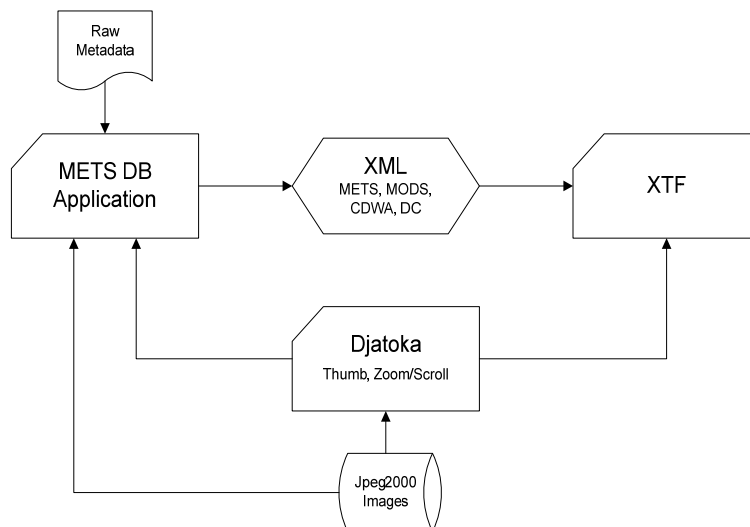 Raw
Metadata
METS DB
Application
XML
METS, MODS,
CDWA, DC
XTF
Djatoka
Thumb, Zoom/Scroll
Jpeg2000
Images